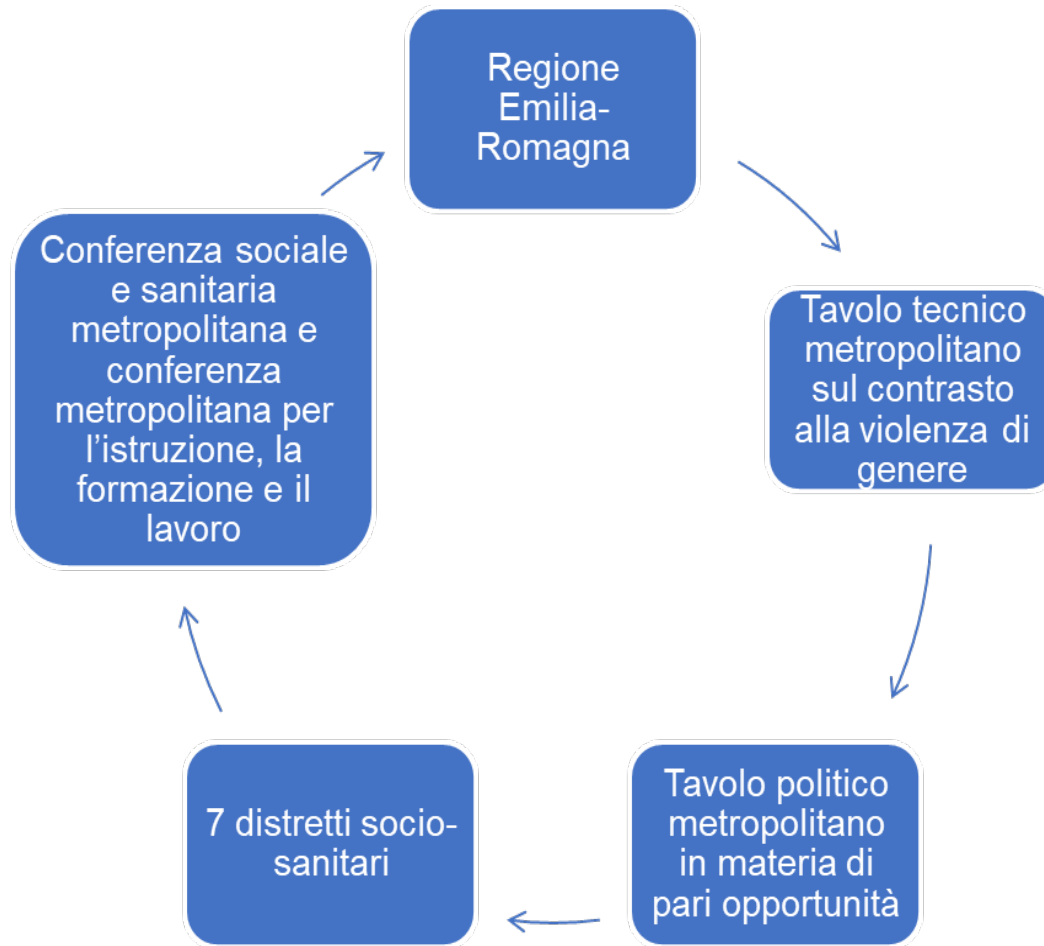 Regione
Emilia-
Romagna
Tavolo tecnico
metropolitano
sul contrasto
alla violenza di
genere
Tavolo politico
metropolitano
in materia di
pari opportunità
7 distretti socio-
sanitari
Conferenza sociale
e sanitaria
metropolitana e
conferenza
metropolitana per
l’istruzione, la
formazione e il
lavoro